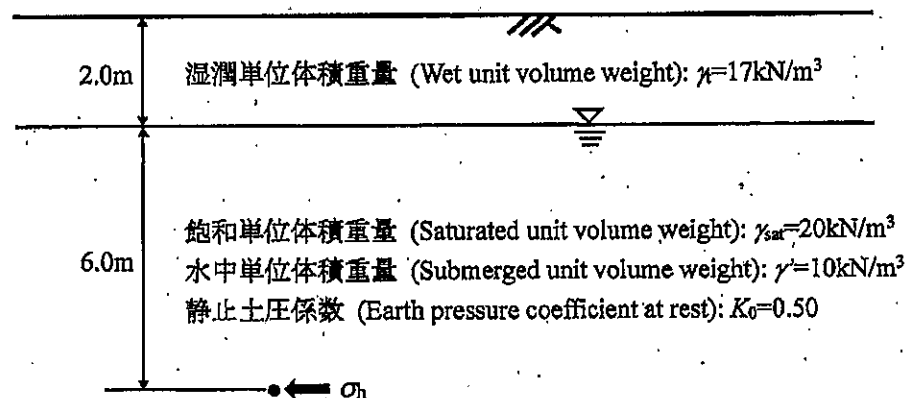 2.0m
湿潤単位体積重量 (Wet unit volume weight): γt=17kN/m³
6.0m
飽和単位体積重量 (Saturated unit volume weight): γsat=20kN/m³
水中単位体積重量 (Submerged unit volume weight): γ'=10kN/m³
静止土圧係数 (Earth pressure coefficient at rest): K0=0.50
σh